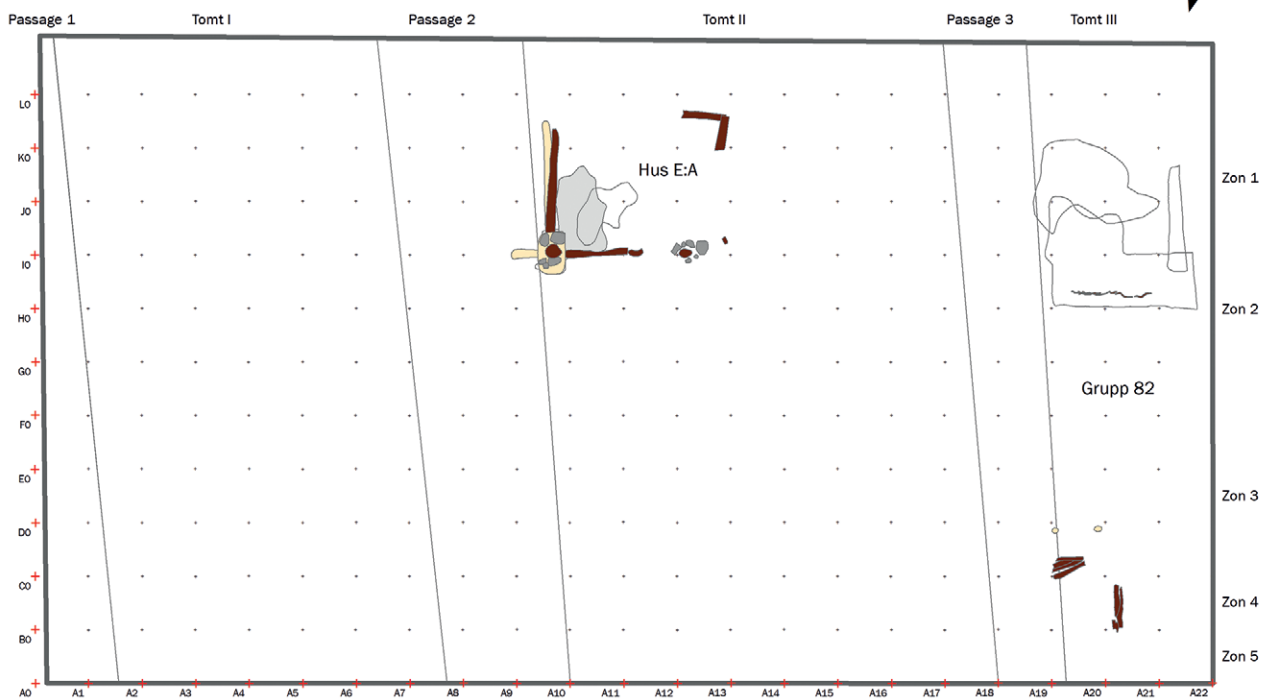 Passage 1 Tomt I Passage 2 Tomt II Passage 3 Tomt III
L0
K0
Hus E:A
Zon 1
J0
I0
H0
Zon 2
G0
Grupp 82
F0
E0
Zon 3
D0
C0
Zon 4
B0
Zon 5
A0 A1 A2 A3 A4 A5 A6 A7 A8 A9 A10 A11 A12 A13 A14 A15 A16 A17 A18 A19 A20 A21 A22